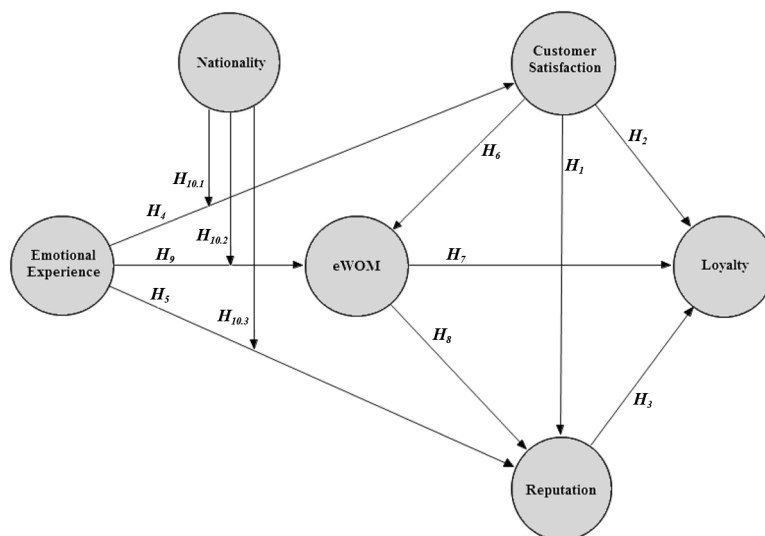 Customer
Satisfaction
Nationality
H2
H6
H1
H10.1
H4
H10.2
Emotional
Experience
H9
eWOM
H7
Loyalty
H5
H10.3
H8
H3
Reputation